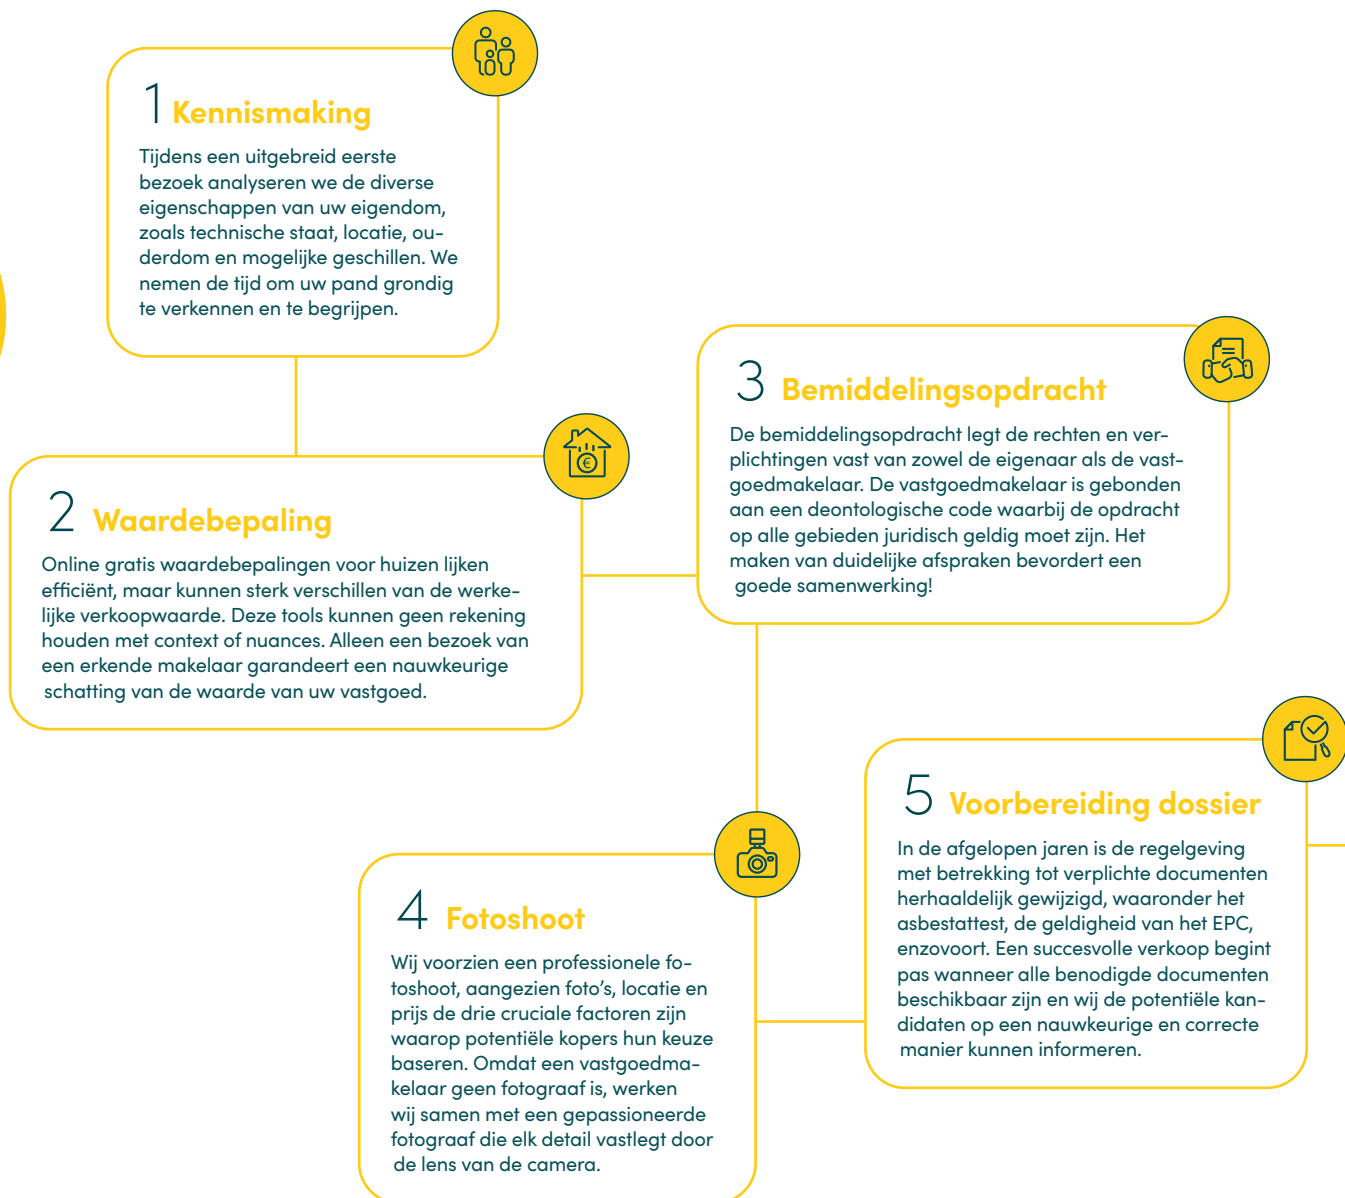 1 Kennismaking
Tijdens een uitgebreid eerste
bezoek analyseren we de diverse
eigenschappen van uw eigendom,
zoals technische staat, locatie, ou-
derdom en mogelijke geschillen. We
nemen de tijd om uw pand grondig
te verkennen en te begrijpen.
2 Waardebepaling
Online gratis waardebepalingen voor huizen lijken
efficiënt, maar kunnen sterk verschillen van de werke-
lijke verkoopwaarde. Deze tools kunnen geen rekening
houden met context of nuances. Alleen een bezoek van
een erkende makelaar garandeert een nauwkeurige
schatting van de waarde van uw vastgoed.
3 Bemiddelingsopdracht
De bemiddelingsopdracht legt de rechten en ver-
plichtingen vast van zowel de eigenaar als de vast-
goedmakelaar. De vastgoedmakelaar is gebonden
aan een deontologische code waarbij de opdracht
op alle gebieden juridisch geldig moet zijn. Het
maken van duidelijke afspraken bevordert een
goede samenwerking!
4 Fotoshoot
Wij voorzien een professionele fo-
toshoot, aangezien foto's, locatie en
prijs de drie cruciale factoren zijn
waarop potentiële kopers hun keuze
baseren. Omdat een vastgoedma-
kelaar geen fotograaf is, werken
wij samen met een gepassioneerde
fotograaf die elk detail vastlegt door
de lens van de camera.
5 Voorbereiding dossier
In de afgelopen jaren is de regelgeving
met betrekking tot verplichte documenten
herhaaldelijk gewijzigd, waaronder het
asbestattest, de geldigheid van het EPC,
enzovoort. Een succesvolle verkoop begint
pas wanneer alle benodigde documenten
beschikbaar zijn en wij de potentiële kan-
didaten op een nauwkeurige en correcte
manier kunnen informeren.